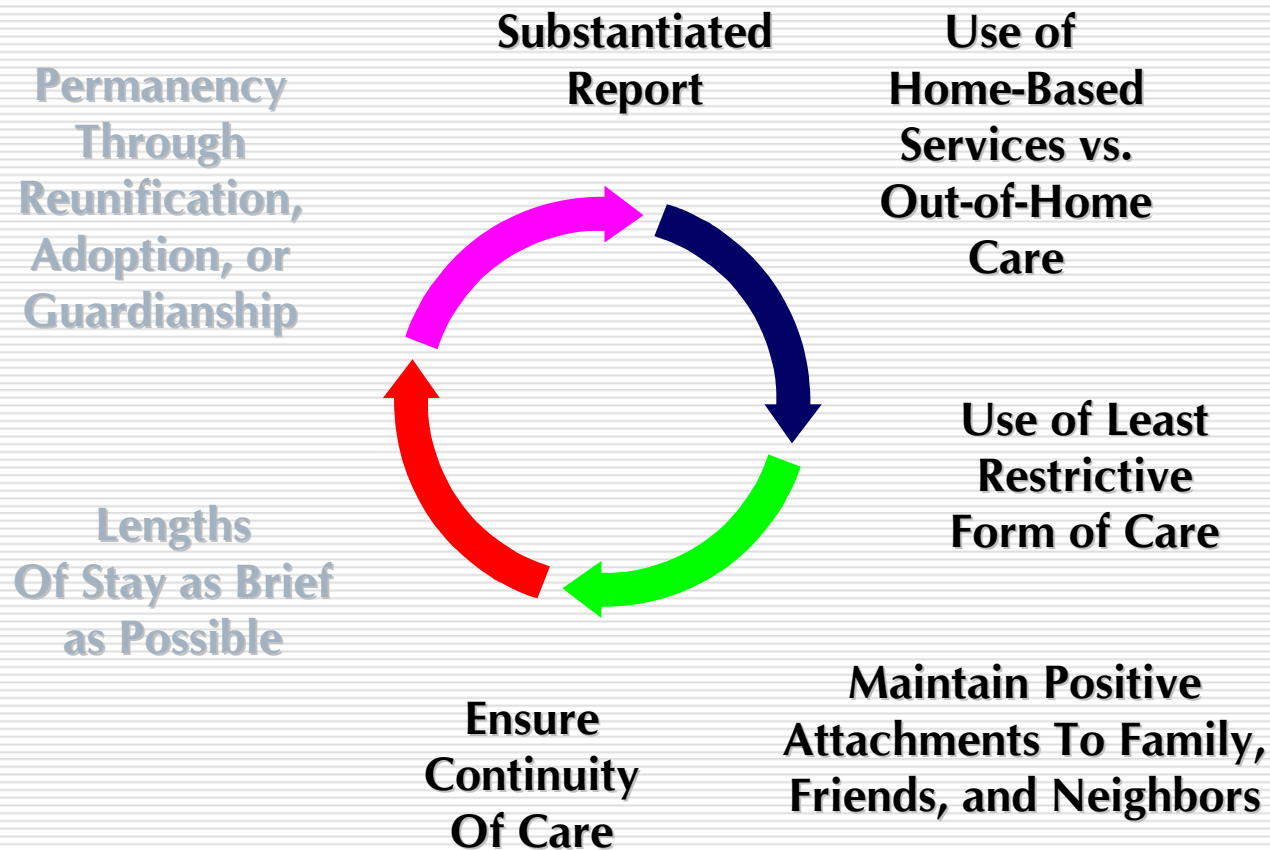 Substantiated
Report
Use of
Home-Based
Services vs.
Out-of-Home
Care
Use of Least
Restrictive
Form of Care
Maintain Positive
Attachments To Family,
Friends, and Neighbors
Ensure
Continuity
Of Care
Lengths
Of Stay as Brief
as Possible
Permanency
Through
Reunification,
Adoption, or
Guardianship